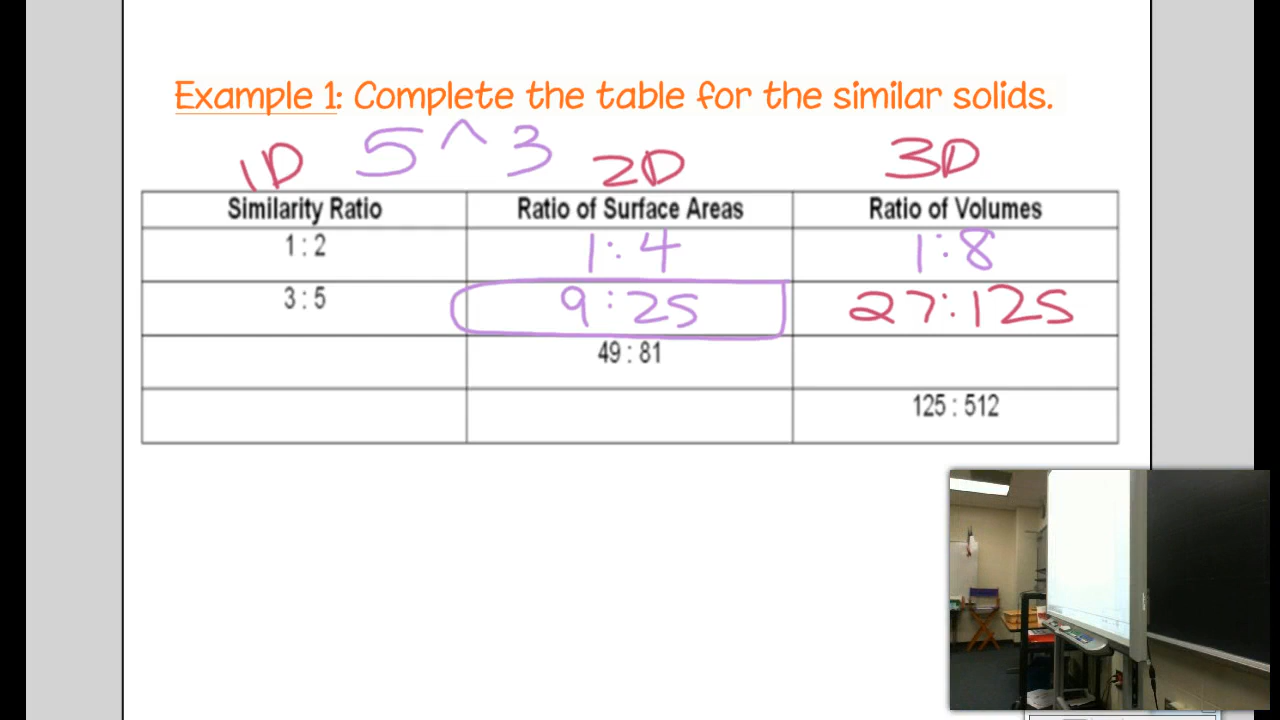 Example 1: Complete the table for the similar solids.
1D 5^3 2D 3D
Similarity Ratio Ratio of Surface Areas Ratio of Volumes
1 : 2 1:4 1:8
3 : 5 9:25 27:125
49 : 81
125 : 512